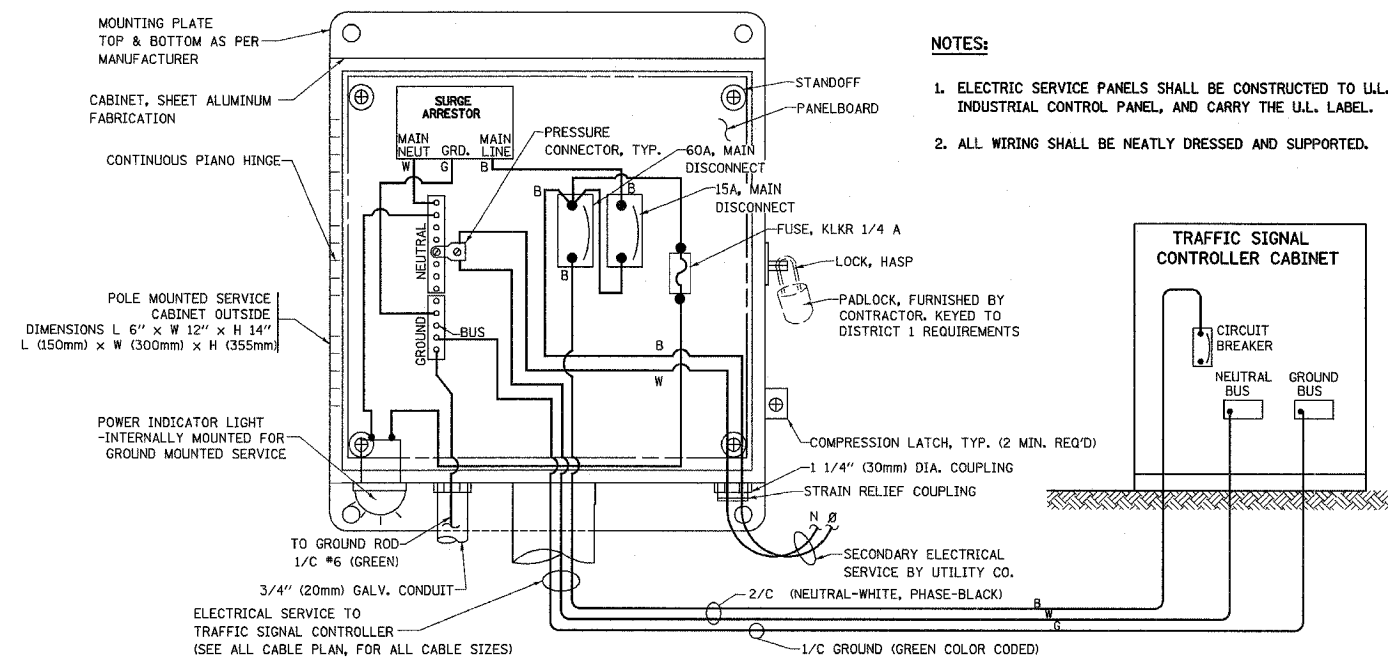 MOUNTING PLATE
TOP & BOTTOM AS PER
MANUFACTURER
CABINET, SHEET ALUMINUM
FABRICATION
CONTINUOUS PIANO HINGE
POLE MOUNTED SERVICE
CABINET OUTSIDE
DIMENSIONS L 6" x W 12" x H 14"
L (150mm) x W (300mm) x H (355mm)
POWER INDICATOR LIGHT
-INTERNALLY MOUNTED FOR
GROUND MOUNTED SERVICE
SURGE
ARRESTOR
MAIN
NEUT
GRD.
MAIN
LINE
W
G
B
PRESSURE
CONNECTOR, TYP.
60A, MAIN
DISCONNECT
15A, MAIN
DISCONNECT
B
B
B
NEUTRAL
GROUND
BUS
B
W
STANDOFF
PANELBOARD
FUSE, KLKR 1/4 A
LOCK, HASP
PADLOCK, FURNISHED BY
CONTRACTOR. KEYED TO
DISTRICT 1 REQUIREMENTS
COMPRESSION LATCH, TYP. (2 MIN. REQ'D)
1 1/4" (30mm) DIA. COUPLING
STRAIN RELIEF COUPLING
N Ø
SECONDARY ELECTRICAL
SERVICE BY UTILITY CO.
TO GROUND ROD
1/C #6 (GREEN)
3/4" (20mm) GALV. CONDUIT
ELECTRICAL SERVICE TO
TRAFFIC SIGNAL CONTROLLER
(SEE ALL CABLE PLAN, FOR ALL CABLE SIZES)
2/C (NEUTRAL-WHITE, PHASE-BLACK)
B
W
G
1/C GROUND (GREEN COLOR CODED)
NOTES:
1. ELECTRIC SERVICE PANELS SHALL BE CONSTRUCTED TO U.L.
INDUSTRIAL CONTROL PANEL, AND CARRY THE U.L. LABEL.
2. ALL WIRING SHALL BE NEATLY DRESSED AND SUPPORTED.
TRAFFIC SIGNAL
CONTROLLER CABINET
CIRCUIT
BREAKER
NEUTRAL
BUS
GROUND
BUS